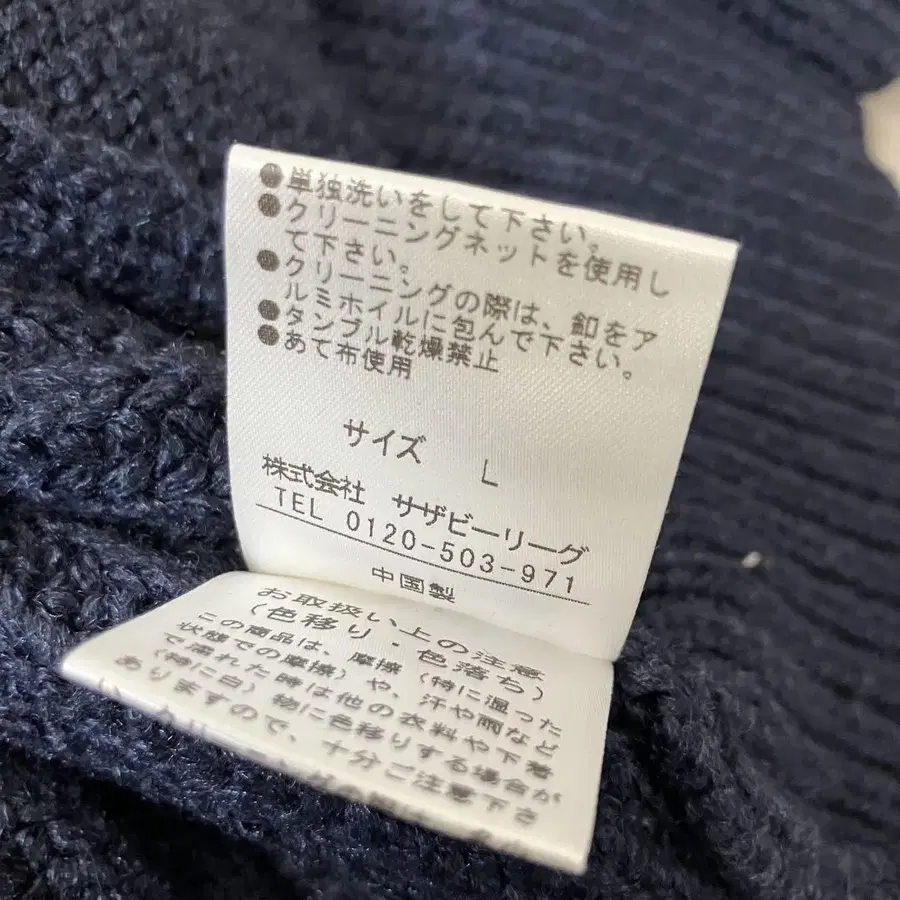 ●単独洗いをして下さい。
●クリーニングネットを使用し
て下さい。
●クリーニングの際は、釦をア
ルミホイルに包んで下さい。
●タンブル乾燥禁止
●あて布使用
サイズ L
株式会社 サザビーリーグ
TEL 0120-503-971
中国製
お取扱い上の注意
(色移り・色落ち)
この商品は、摩擦(特に湿った
状態での摩擦)や、汗や雨など
で濡れた時は他の衣料や下着
(特に白)物に色移りする場合が
ありますので、十分ご注意下さ
い。